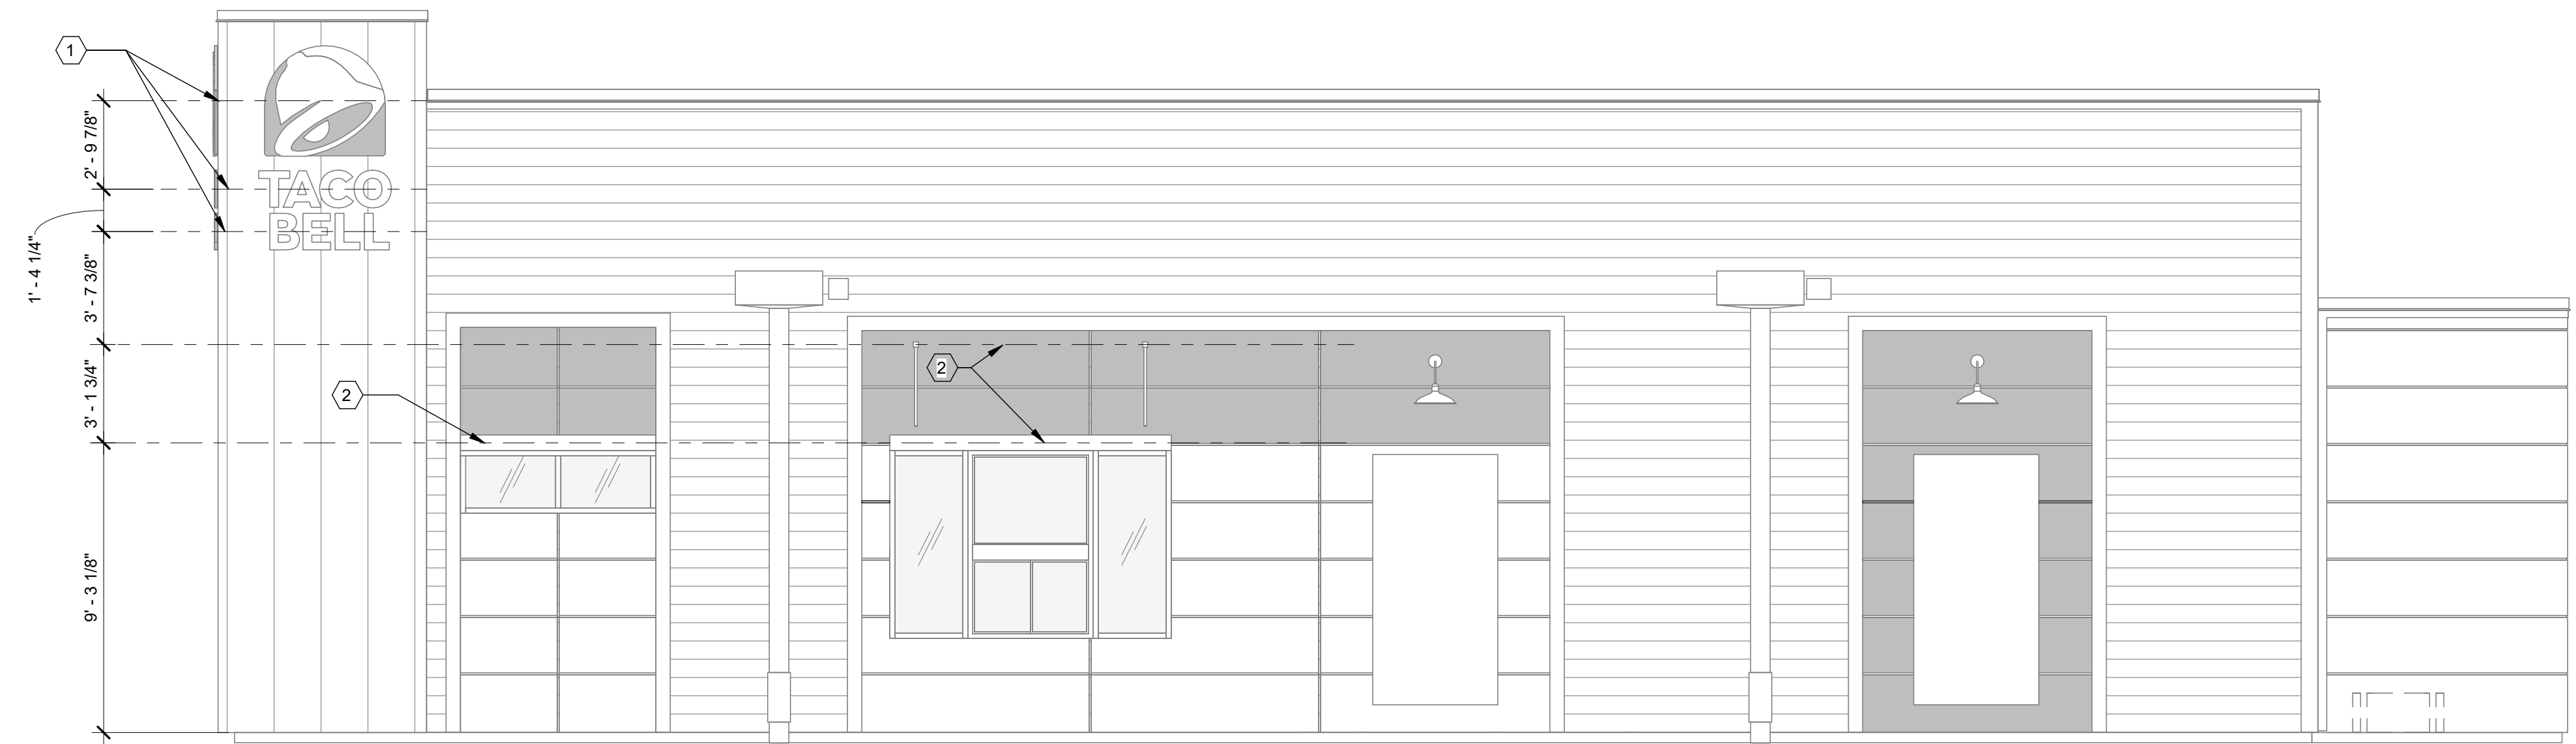 1
2' - 9 7/8"
1' - 4 1/4"
3' - 7 3/8"
3' - 1 3/4"
9' - 3 1/8"
TACO
BELL
2
2